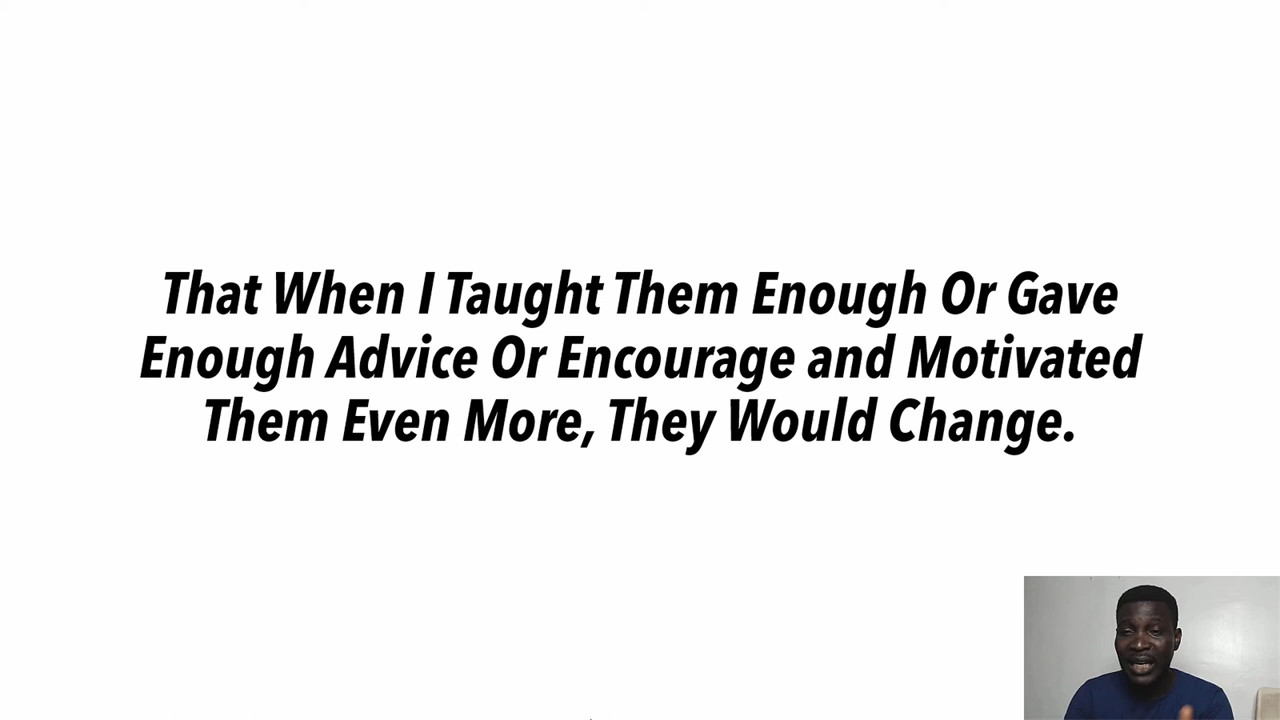 That When I Taught Them Enough Or Gave
Enough Advice Or Encourage and Motivated
Them Even More, They Would Change.